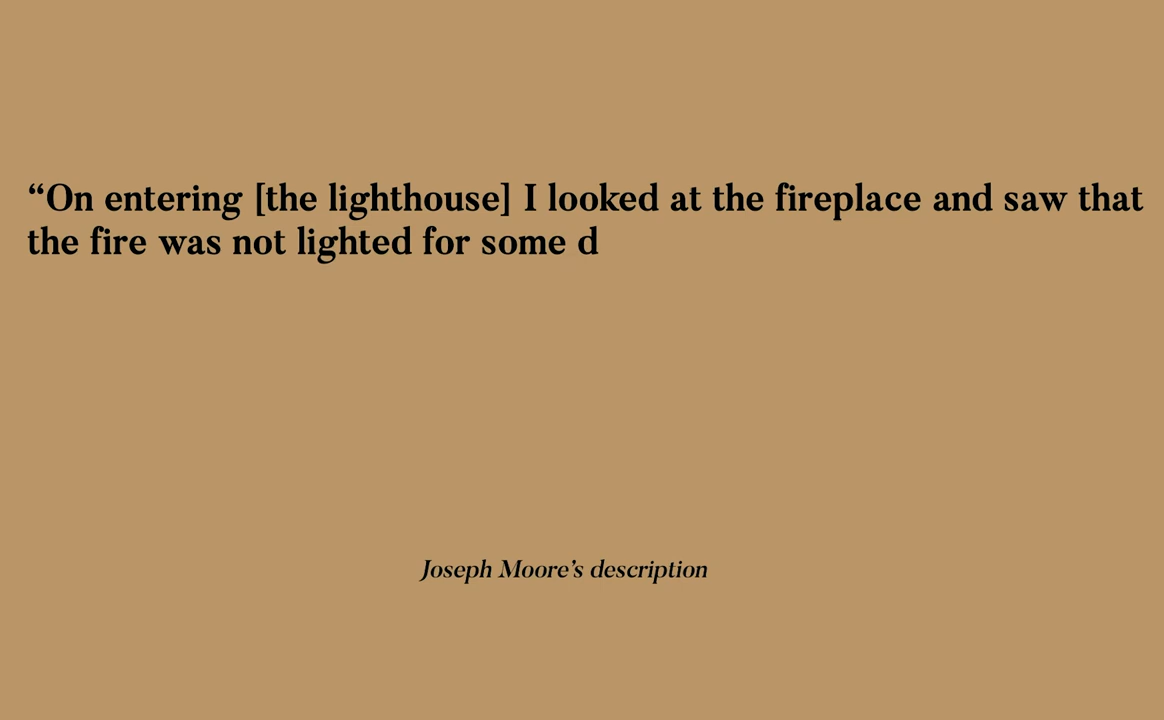 “On entering [the lighthouse] I looked at the fireplace and saw that
the fire was not lighted for some d
Joseph Moore’s description